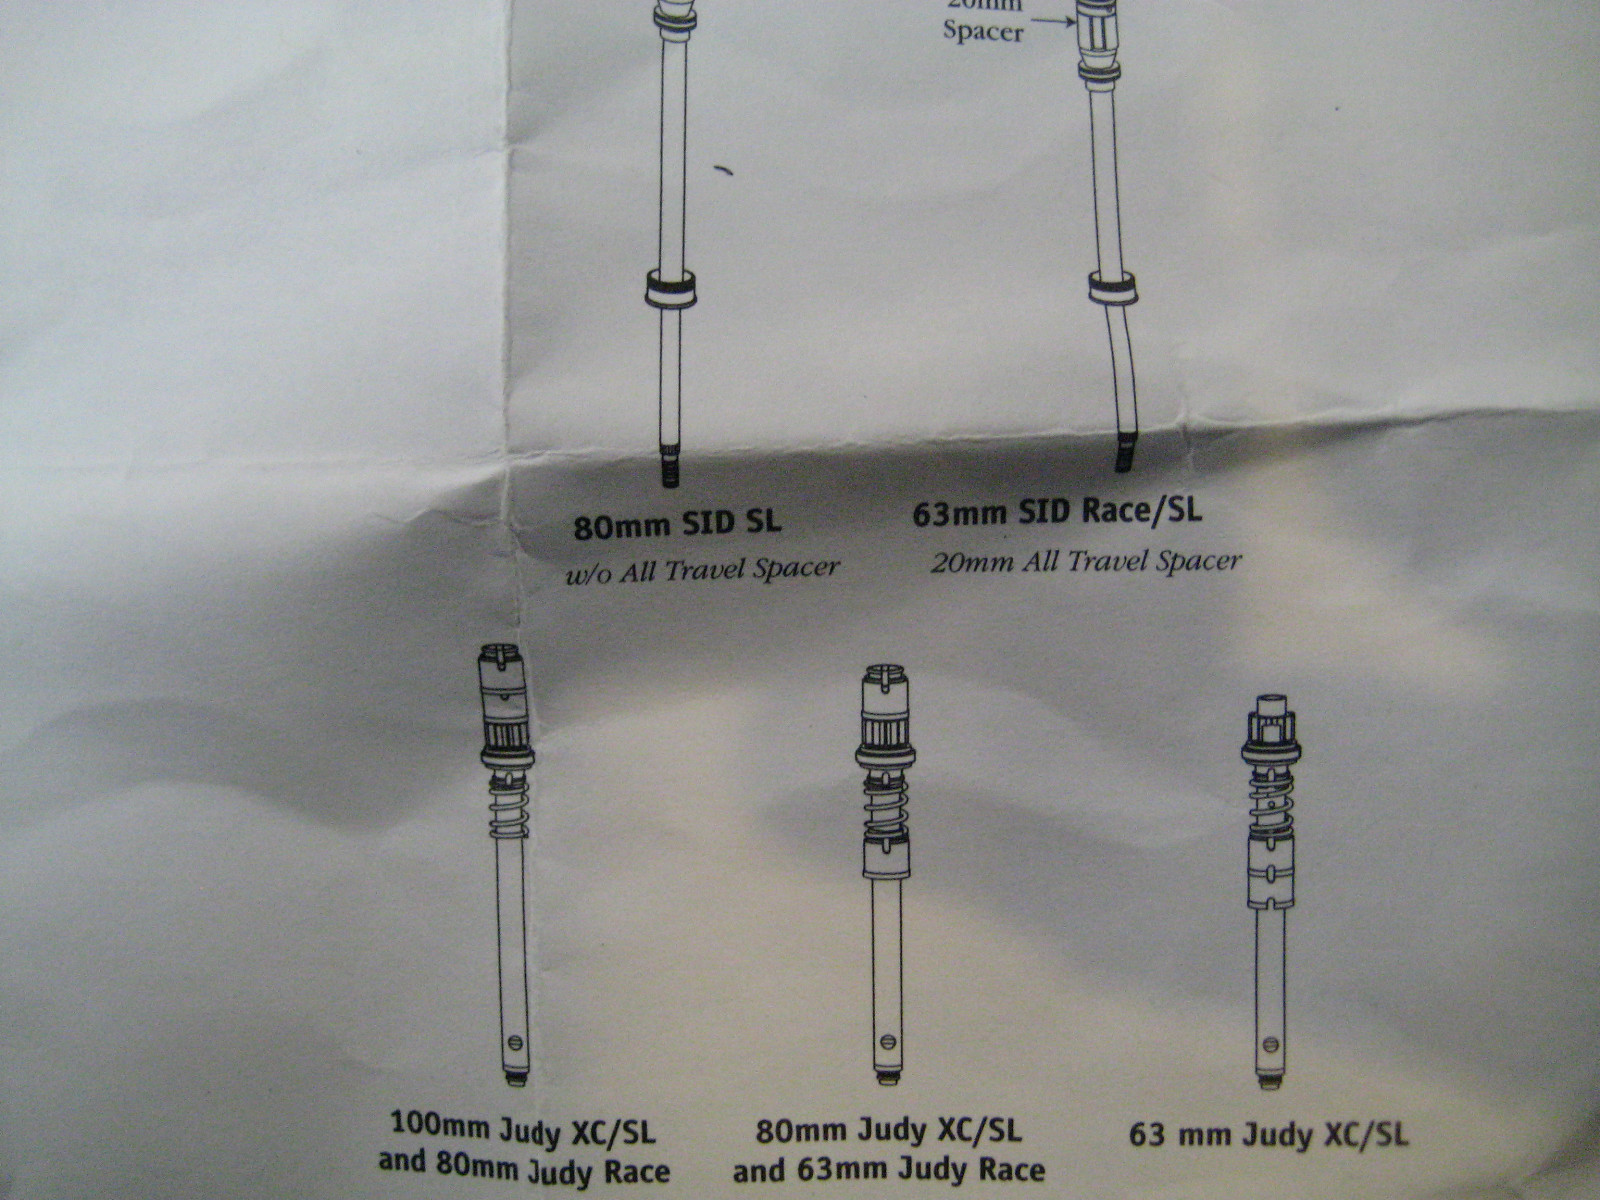 20mm
Spacer
80mm SID SL
w/o All Travel Spacer
63mm SID Race/SL
20mm All Travel Spacer
100mm Judy XC/SL
and 80mm Judy Race
80mm Judy XC/SL
and 63mm Judy Race
63 mm Judy XC/SL